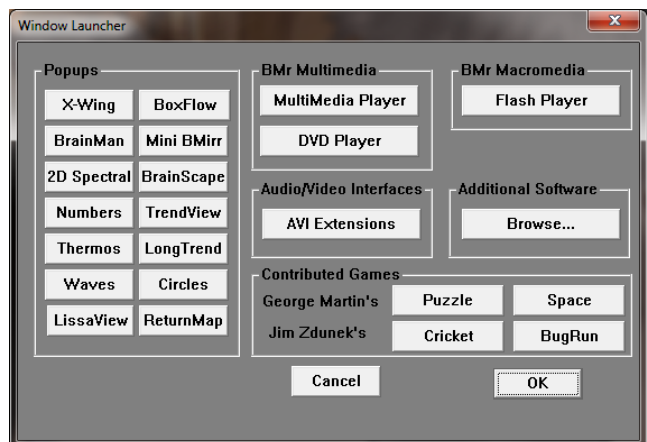 Window Launcher
Popups
X-Wing
BoxFlow
BrainMan
Mini BMirr
2D Spectral
BrainScape
Numbers
TrendView
Thermos
LongTrend
Waves
Circles
LissaView
ReturnMap
BMr Multimedia
MultiMedia Player
DVD Player
BMr Macromedia
Flash Player
Audio/Video Interfaces
AVI Extensions
Additional Software
Browse...
Contributed Games
George Martin's
Puzzle
Space
Jim Zdunek's
Cricket
BugRun
Cancel
OK